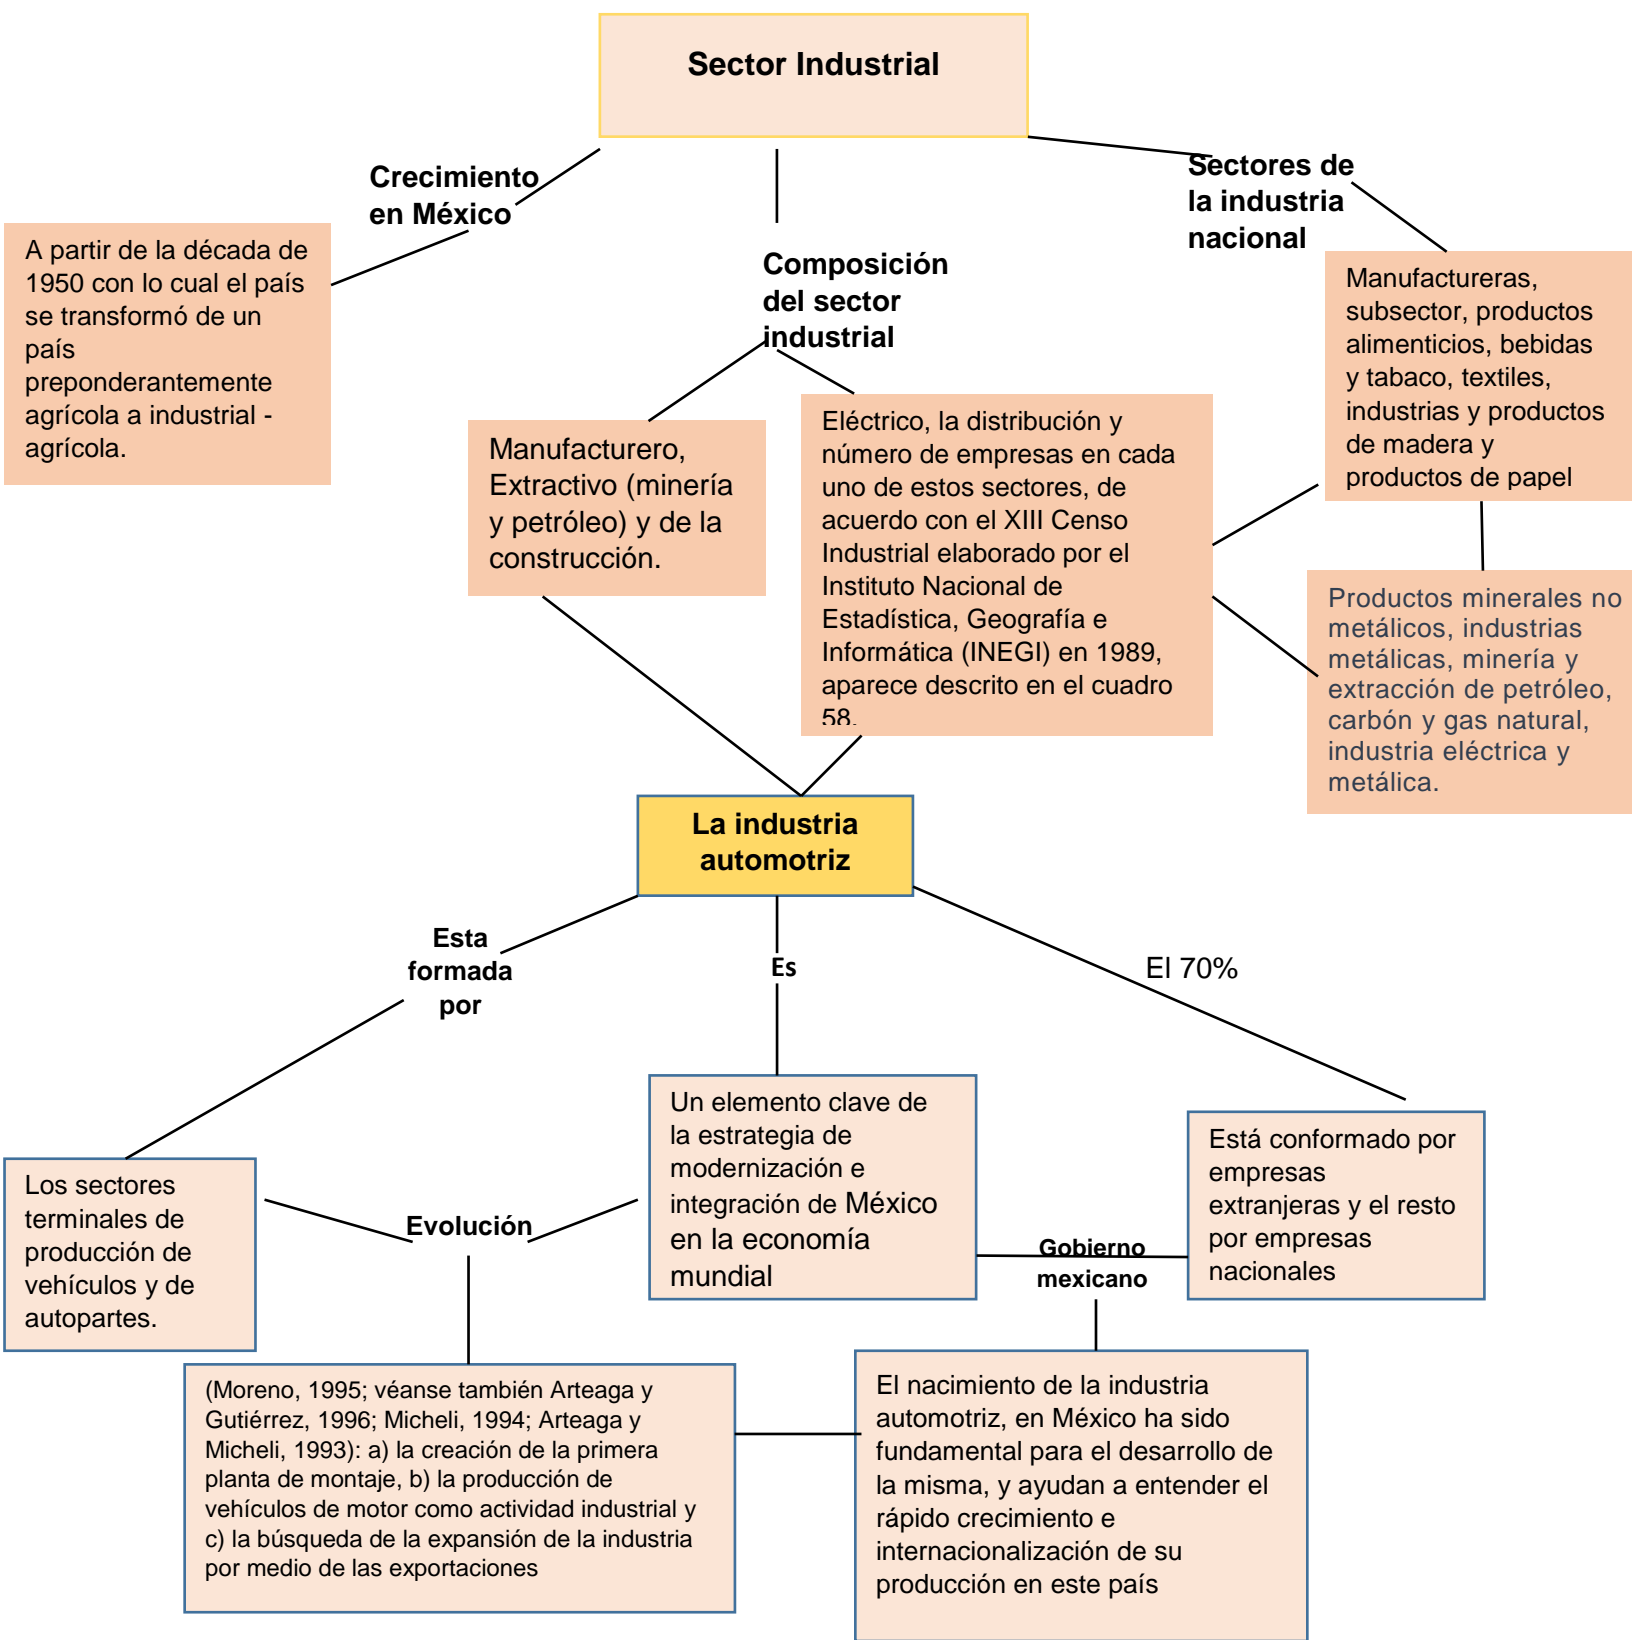 Sector Industrial
Crecimiento
en México
Sectores de
la industria
nacional
A partir de la década de
1950 con lo cual el país
se transformó de un
país
preponderantemente
agrícola a industrial -
agrícola.
Composición
del sector
industrial
Manufactureras,
subsector, productos
alimenticios, bebidas
y tabaco, textiles,
industrias y productos
de madera y
productos de papel
Manufacturero,
Extractivo (minería
y petróleo) y de la
construcción.
Eléctrico, la distribución y
número de empresas en cada
uno de estos sectores, de
acuerdo con el XIII Censo
Industrial elaborado por el
Instituto Nacional de
Estadística, Geografía e
Informática (INEGI) en 1989,
aparece descrito en el cuadro
58.
Productos minerales no
metálicos, industrias
metálicas, minería y
extracción de petróleo,
carbón y gas natural,
industria eléctrica y
metálica.
La industria
automotriz
Esta
formada
por
Es
El 70%
Los sectores
terminales de
producción de
vehículos y de
autopartes.
Evolución
Un elemento clave de
la estrategia de
modernización e
integración de México
en la economía
mundial
Gobierno
mexicano
Está conformado por
empresas
extranjeras y el resto
por empresas
nacionales
(Moreno, 1995; véanse también Arteaga y
Gutiérrez, 1996; Micheli, 1994; Arteaga y
Micheli, 1993): a) la creación de la primera
planta de montaje, b) la producción de
vehículos de motor como actividad industrial y
c) la búsqueda de la expansión de la industria
por medio de las exportaciones
El nacimiento de la industria
automotriz, en México ha sido
fundamental para el desarrollo de
la misma, y ayudan a entender el
rápido crecimiento e
internacionalización de su
producción en este país